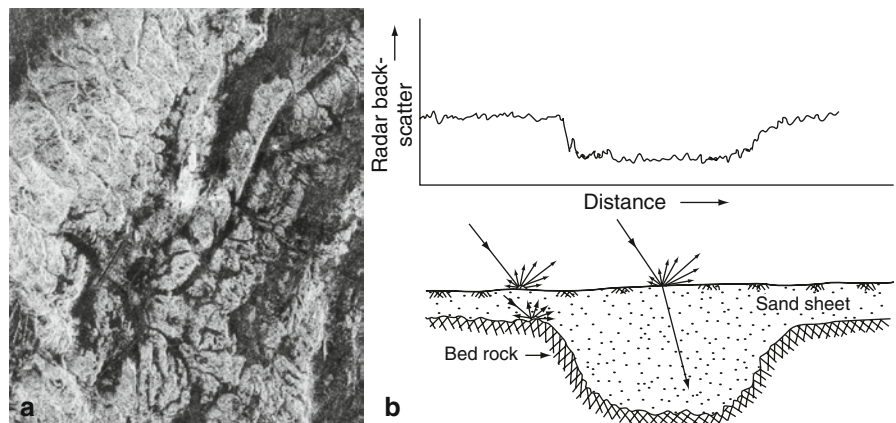 a
Radar back-
scatter
Distance
Sand sheet
Bed rock
b